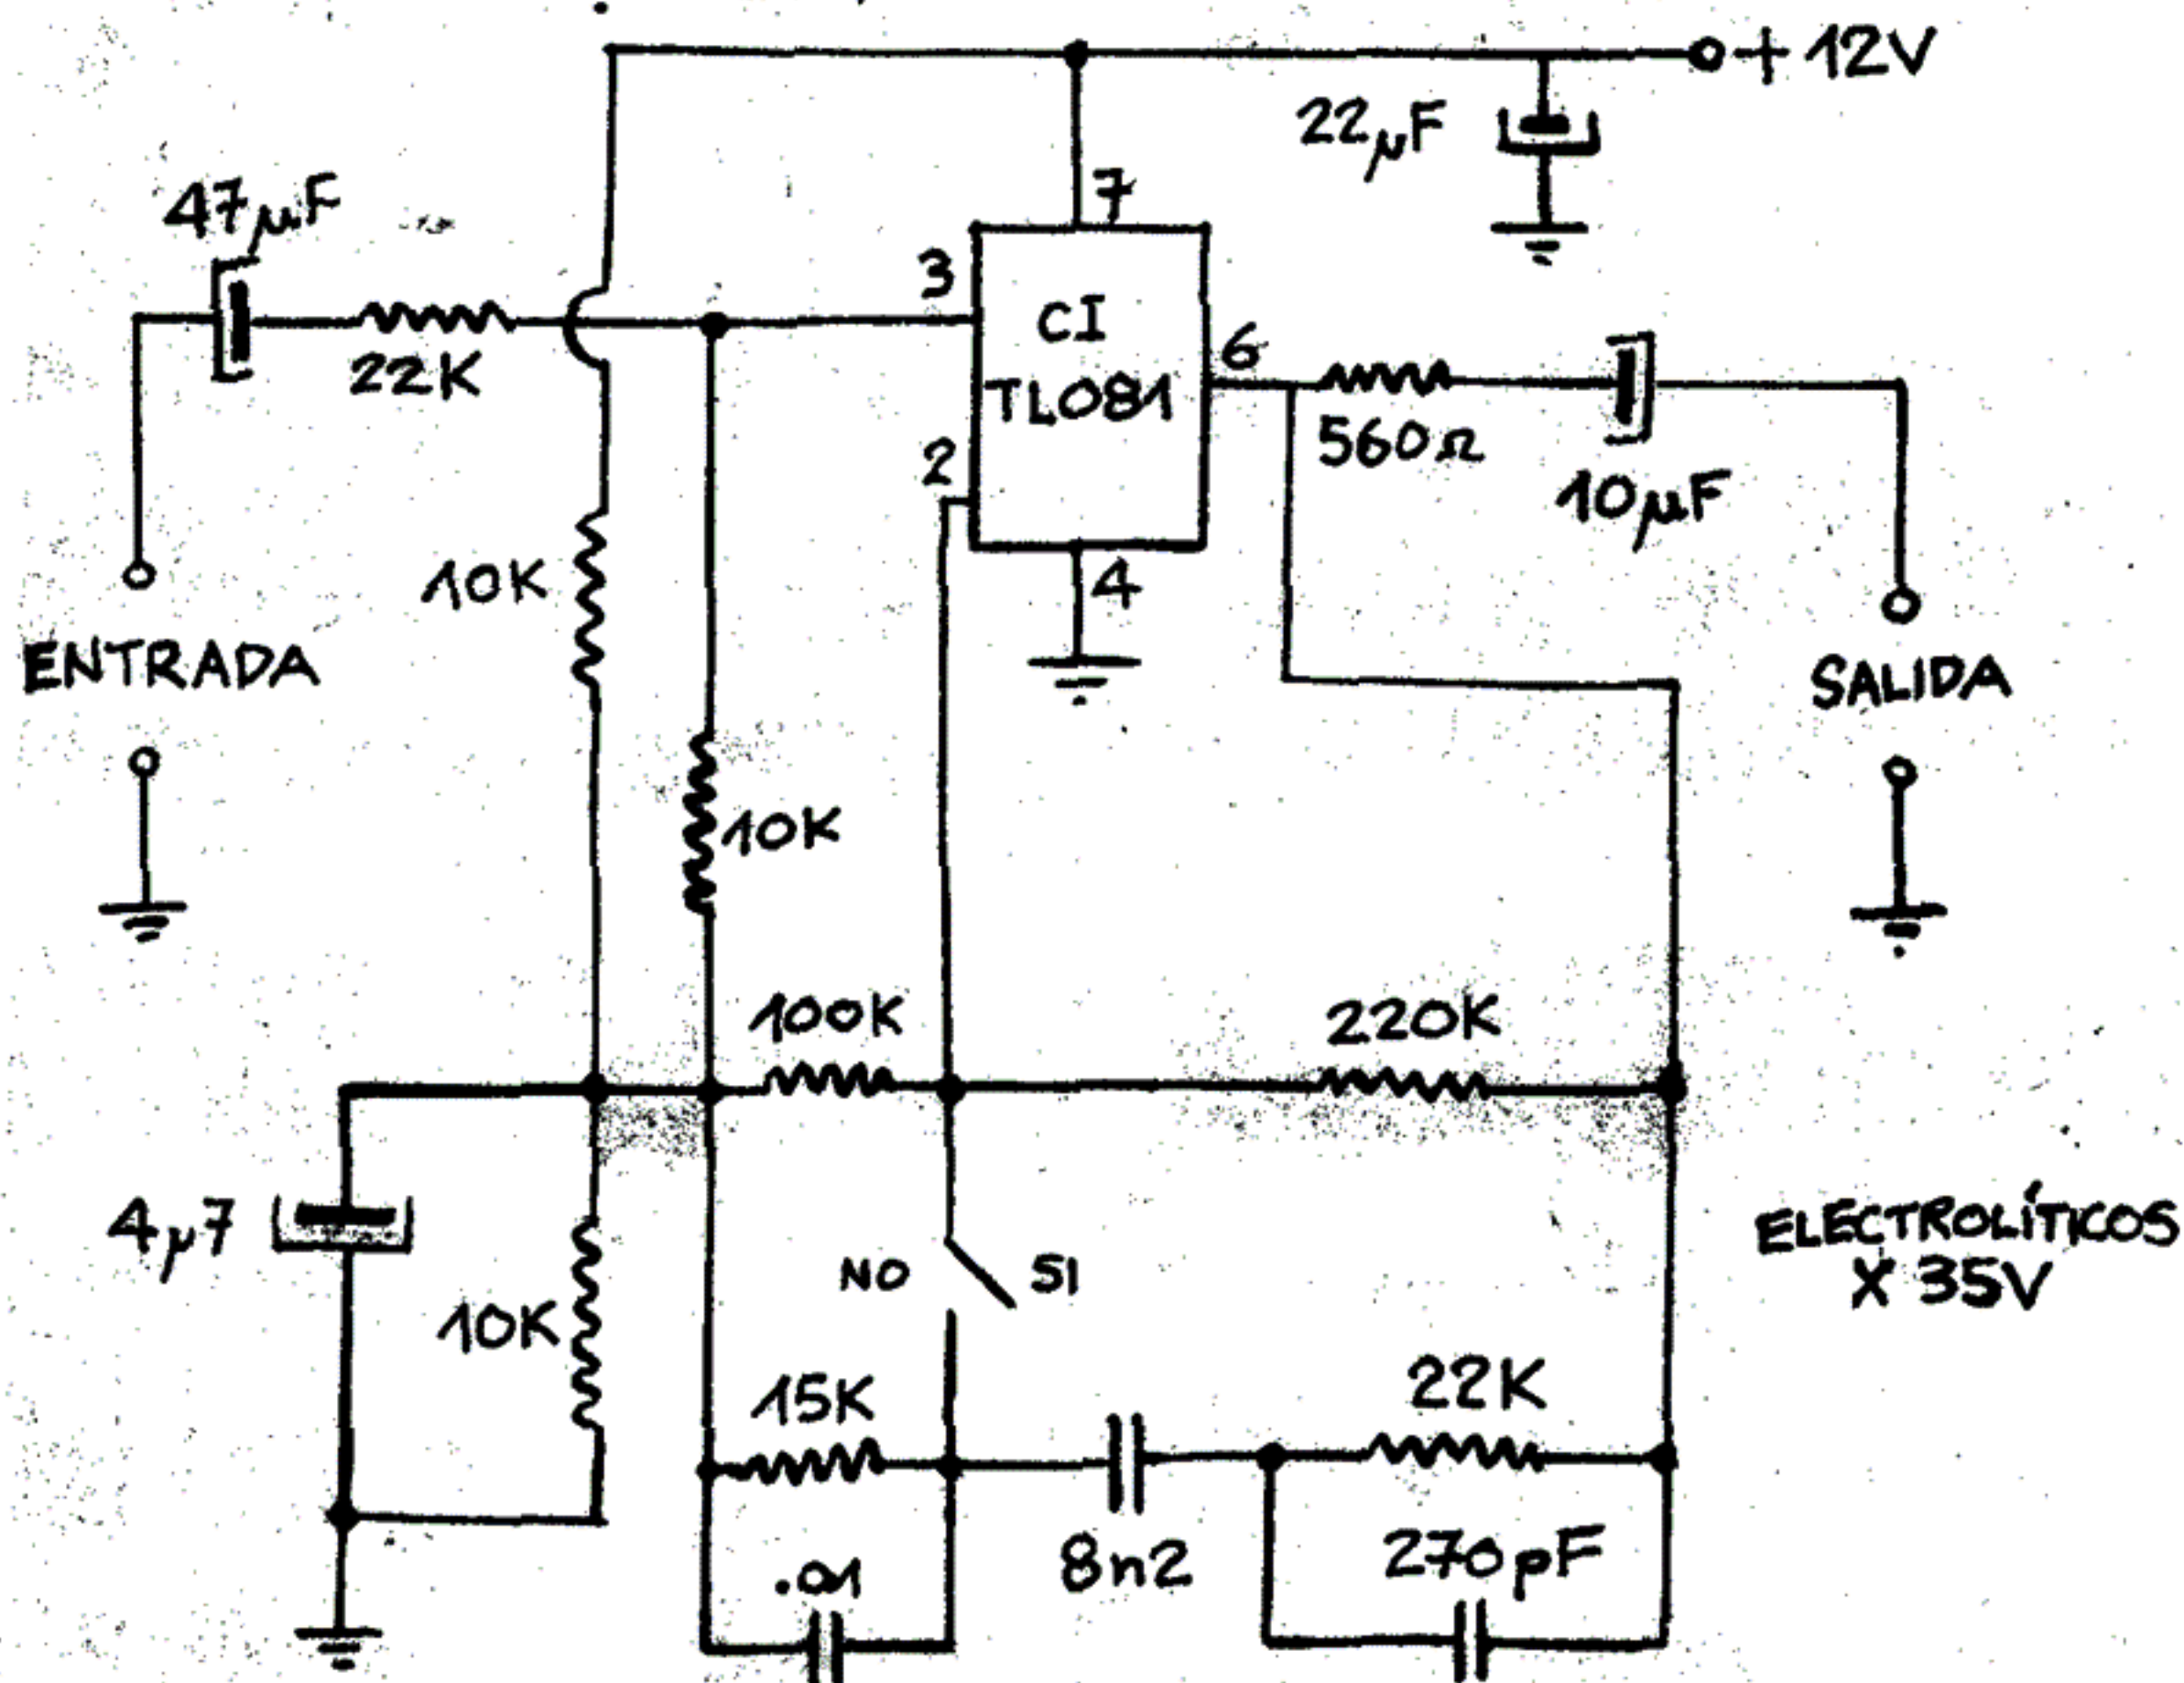 + 12V
22µF
47µF
7
3
CI
TL081
6
22K
2
560Ω
10µF
4
10K
ENTRADA
SALIDA
10K
100K
220K
4µ7
NO
SI
ELECTROLÍTICOS
X 35V
10K
15K
22K
8n2
270pF
.01